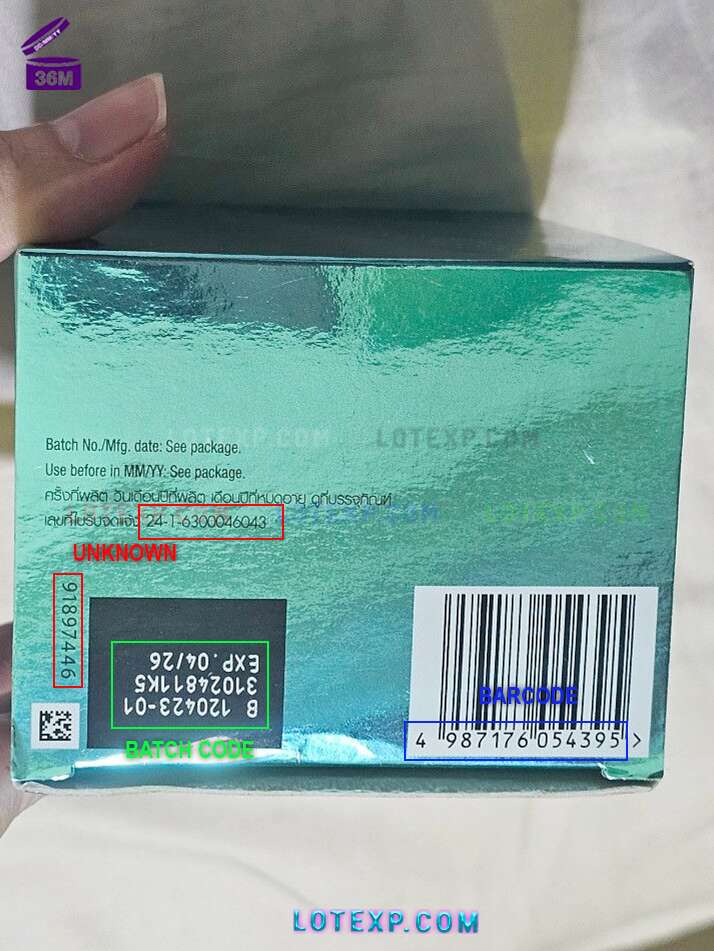 36M
LOTEXP.COM LOTEXP.COM
Batch No./Mfg. date: See package.
Use before in MM/YY: See package.
ครั้งที่ผลิต วันเดือนปีที่ผลิต เดือนปีที่หมดอายุ ดูที่บรรจุภัณฑ์
เลขที่ใบรับจดแจ้ง 24-1-6300046043
UNKNOWN
91897446
B 120423-01
31024811K5
EXP. 04/26
BATCH CODE
BARCODE
4 987176 054395 >
LOTEXP.COM